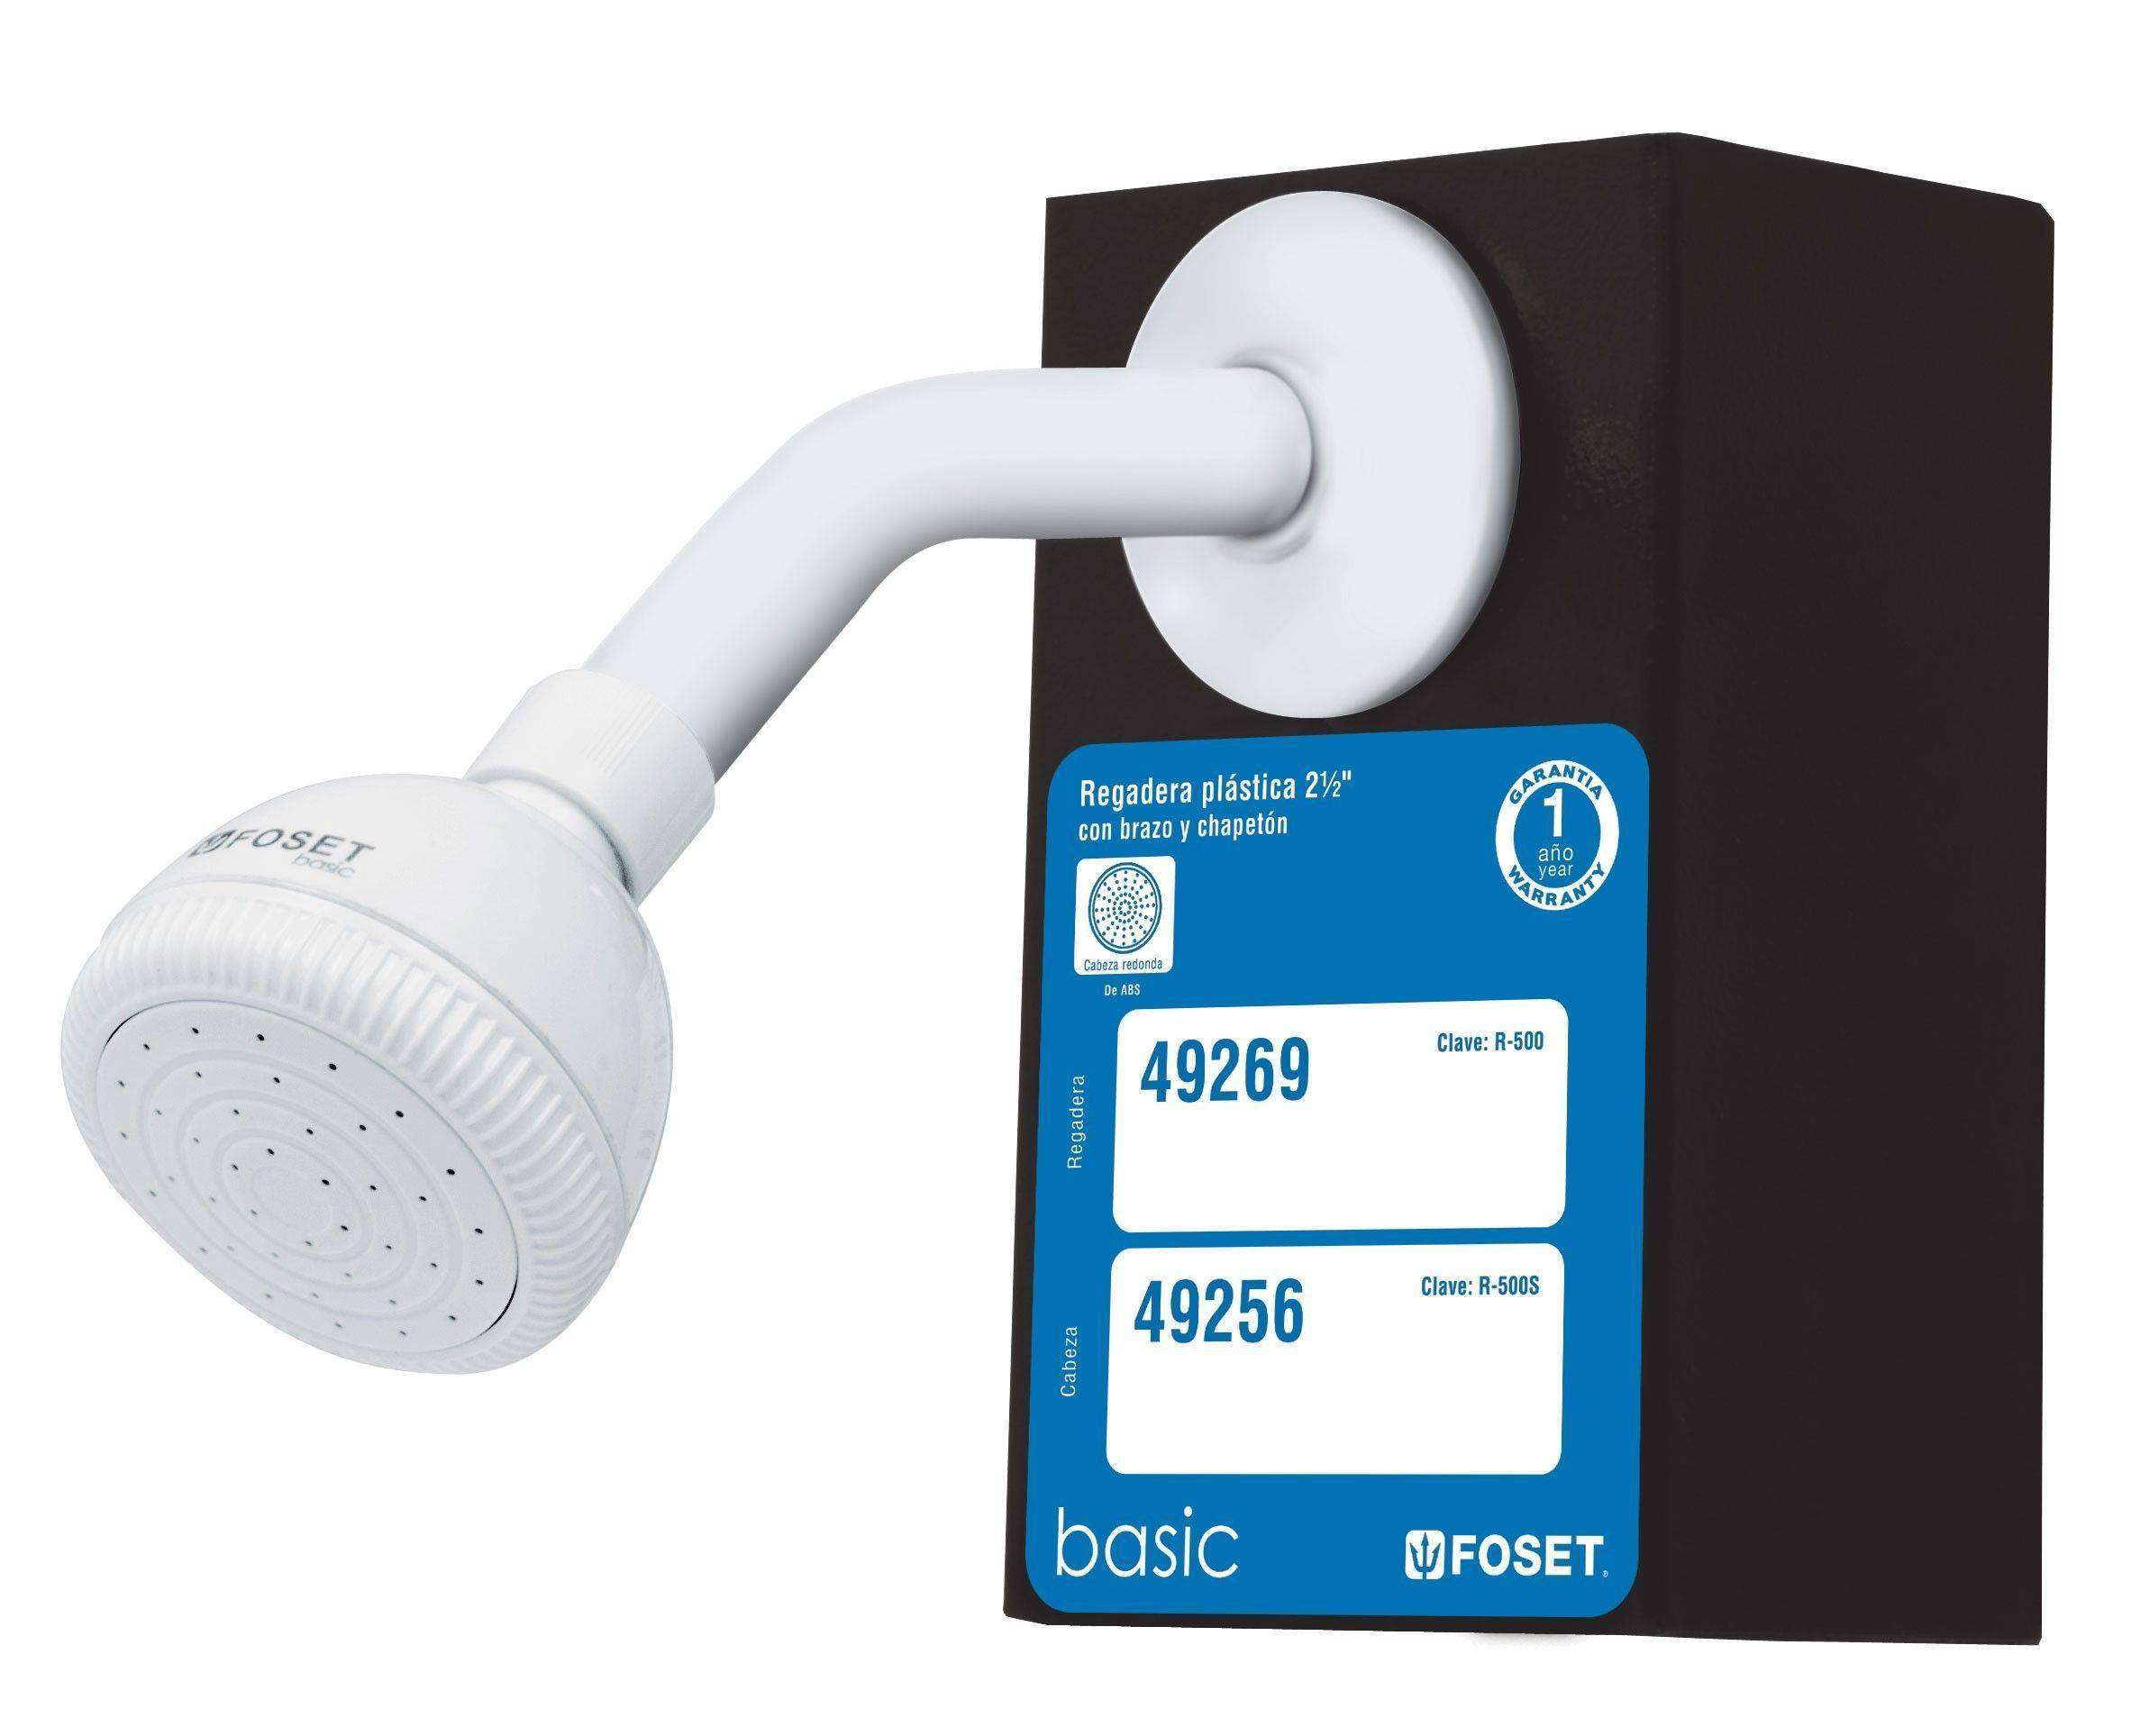 FOSET
basic
Regadera plástica 2½"
con brazo y chapetón
GARANTIA
1
año
year
WARRANTY
Cabeza redonda
De ABS
Regadera
49269
Clave: R-500
Cabeza
49256
Clave: R-500S
basic
FOSET®